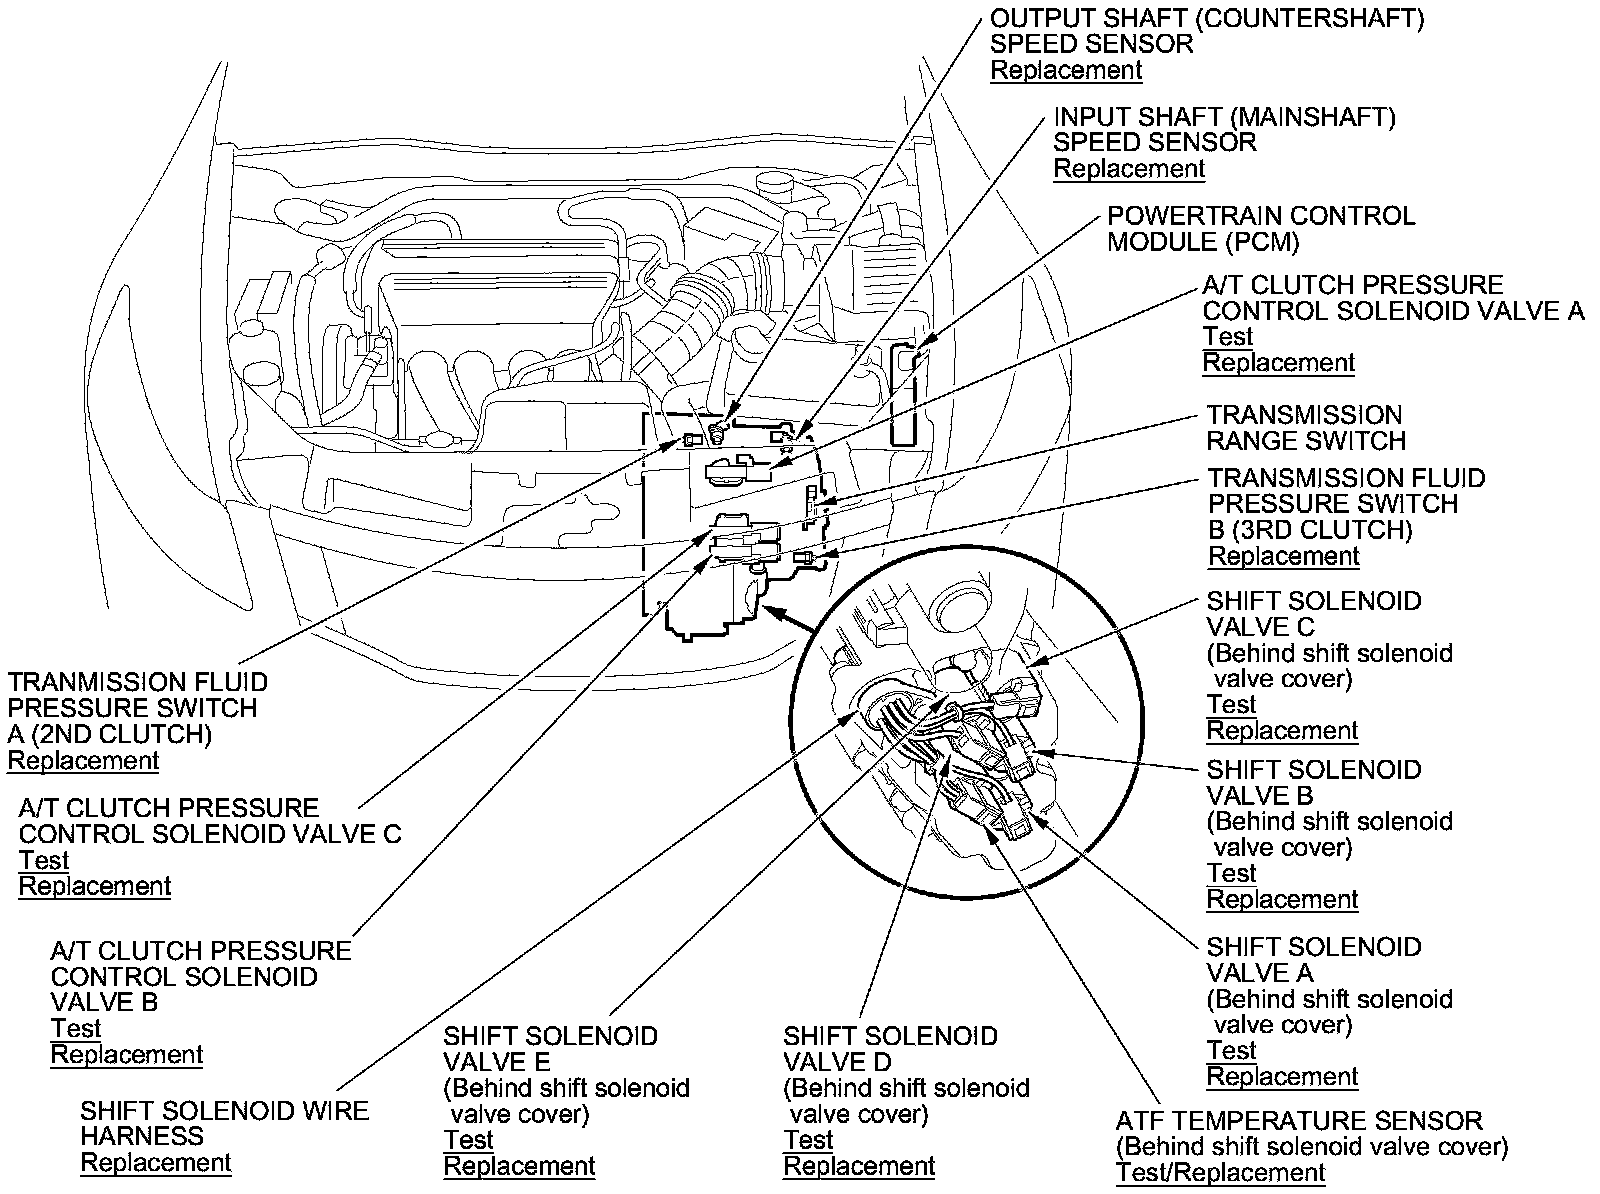 OUTPUT SHAFT (COUNTERSHAFT)
SPEED SENSOR
Replacement
INPUT SHAFT (MAINSHAFT)
SPEED SENSOR
Replacement
POWERTRAIN CONTROL
MODULE (PCM)
A/T CLUTCH PRESSURE
CONTROL SOLENOID VALVE A
Test
Replacement
TRANSMISSION
RANGE SWITCH
TRANSMISSION FLUID
PRESSURE SWITCH
B (3RD CLUTCH)
Replacement
SHIFT SOLENOID
VALVE C
(Behind shift solenoid
valve cover)
Test
Replacement
SHIFT SOLENOID
VALVE B
(Behind shift solenoid
valve cover)
Test
Replacement
SHIFT SOLENOID
VALVE A
(Behind shift solenoid
valve cover)
Test
Replacement
ATF TEMPERATURE SENSOR
(Behind shift solenoid valve cover)
Test/Replacement
SHIFT SOLENOID
VALVE D
(Behind shift solenoid
valve cover)
Test
Replacement
SHIFT SOLENOID
VALVE E
(Behind shift solenoid
valve cover)
Test
Replacement
TRANMISSION FLUID
PRESSURE SWITCH
A (2ND CLUTCH)
Replacement
A/T CLUTCH PRESSURE
CONTROL SOLENOID VALVE C
Test
Replacement
A/T CLUTCH PRESSURE
CONTROL SOLENOID
VALVE B
Test
Replacement
SHIFT SOLENOID WIRE
HARNESS
Replacement